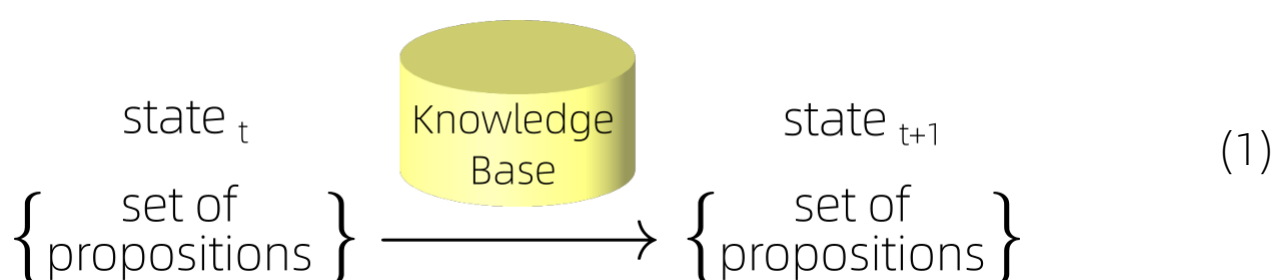 state t
Knowledge
Base
state t+1
(1)
{ set of
propositions }
{ set of
propositions }